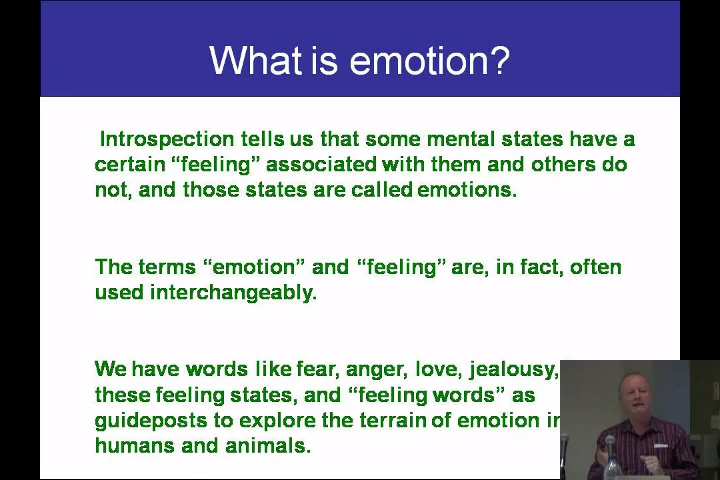 What is emotion?
Introspection tells us that some mental states have a
certain “feeling” associated with them and others do
not, and those states are called emotions.
The terms “emotion” and “feeling” are, in fact, often
used interchangeably.
We have words like fear, anger, love, jealousy,
these feeling states, and “feeling words” as
guideposts to explore the terrain of emotion in
humans and animals.